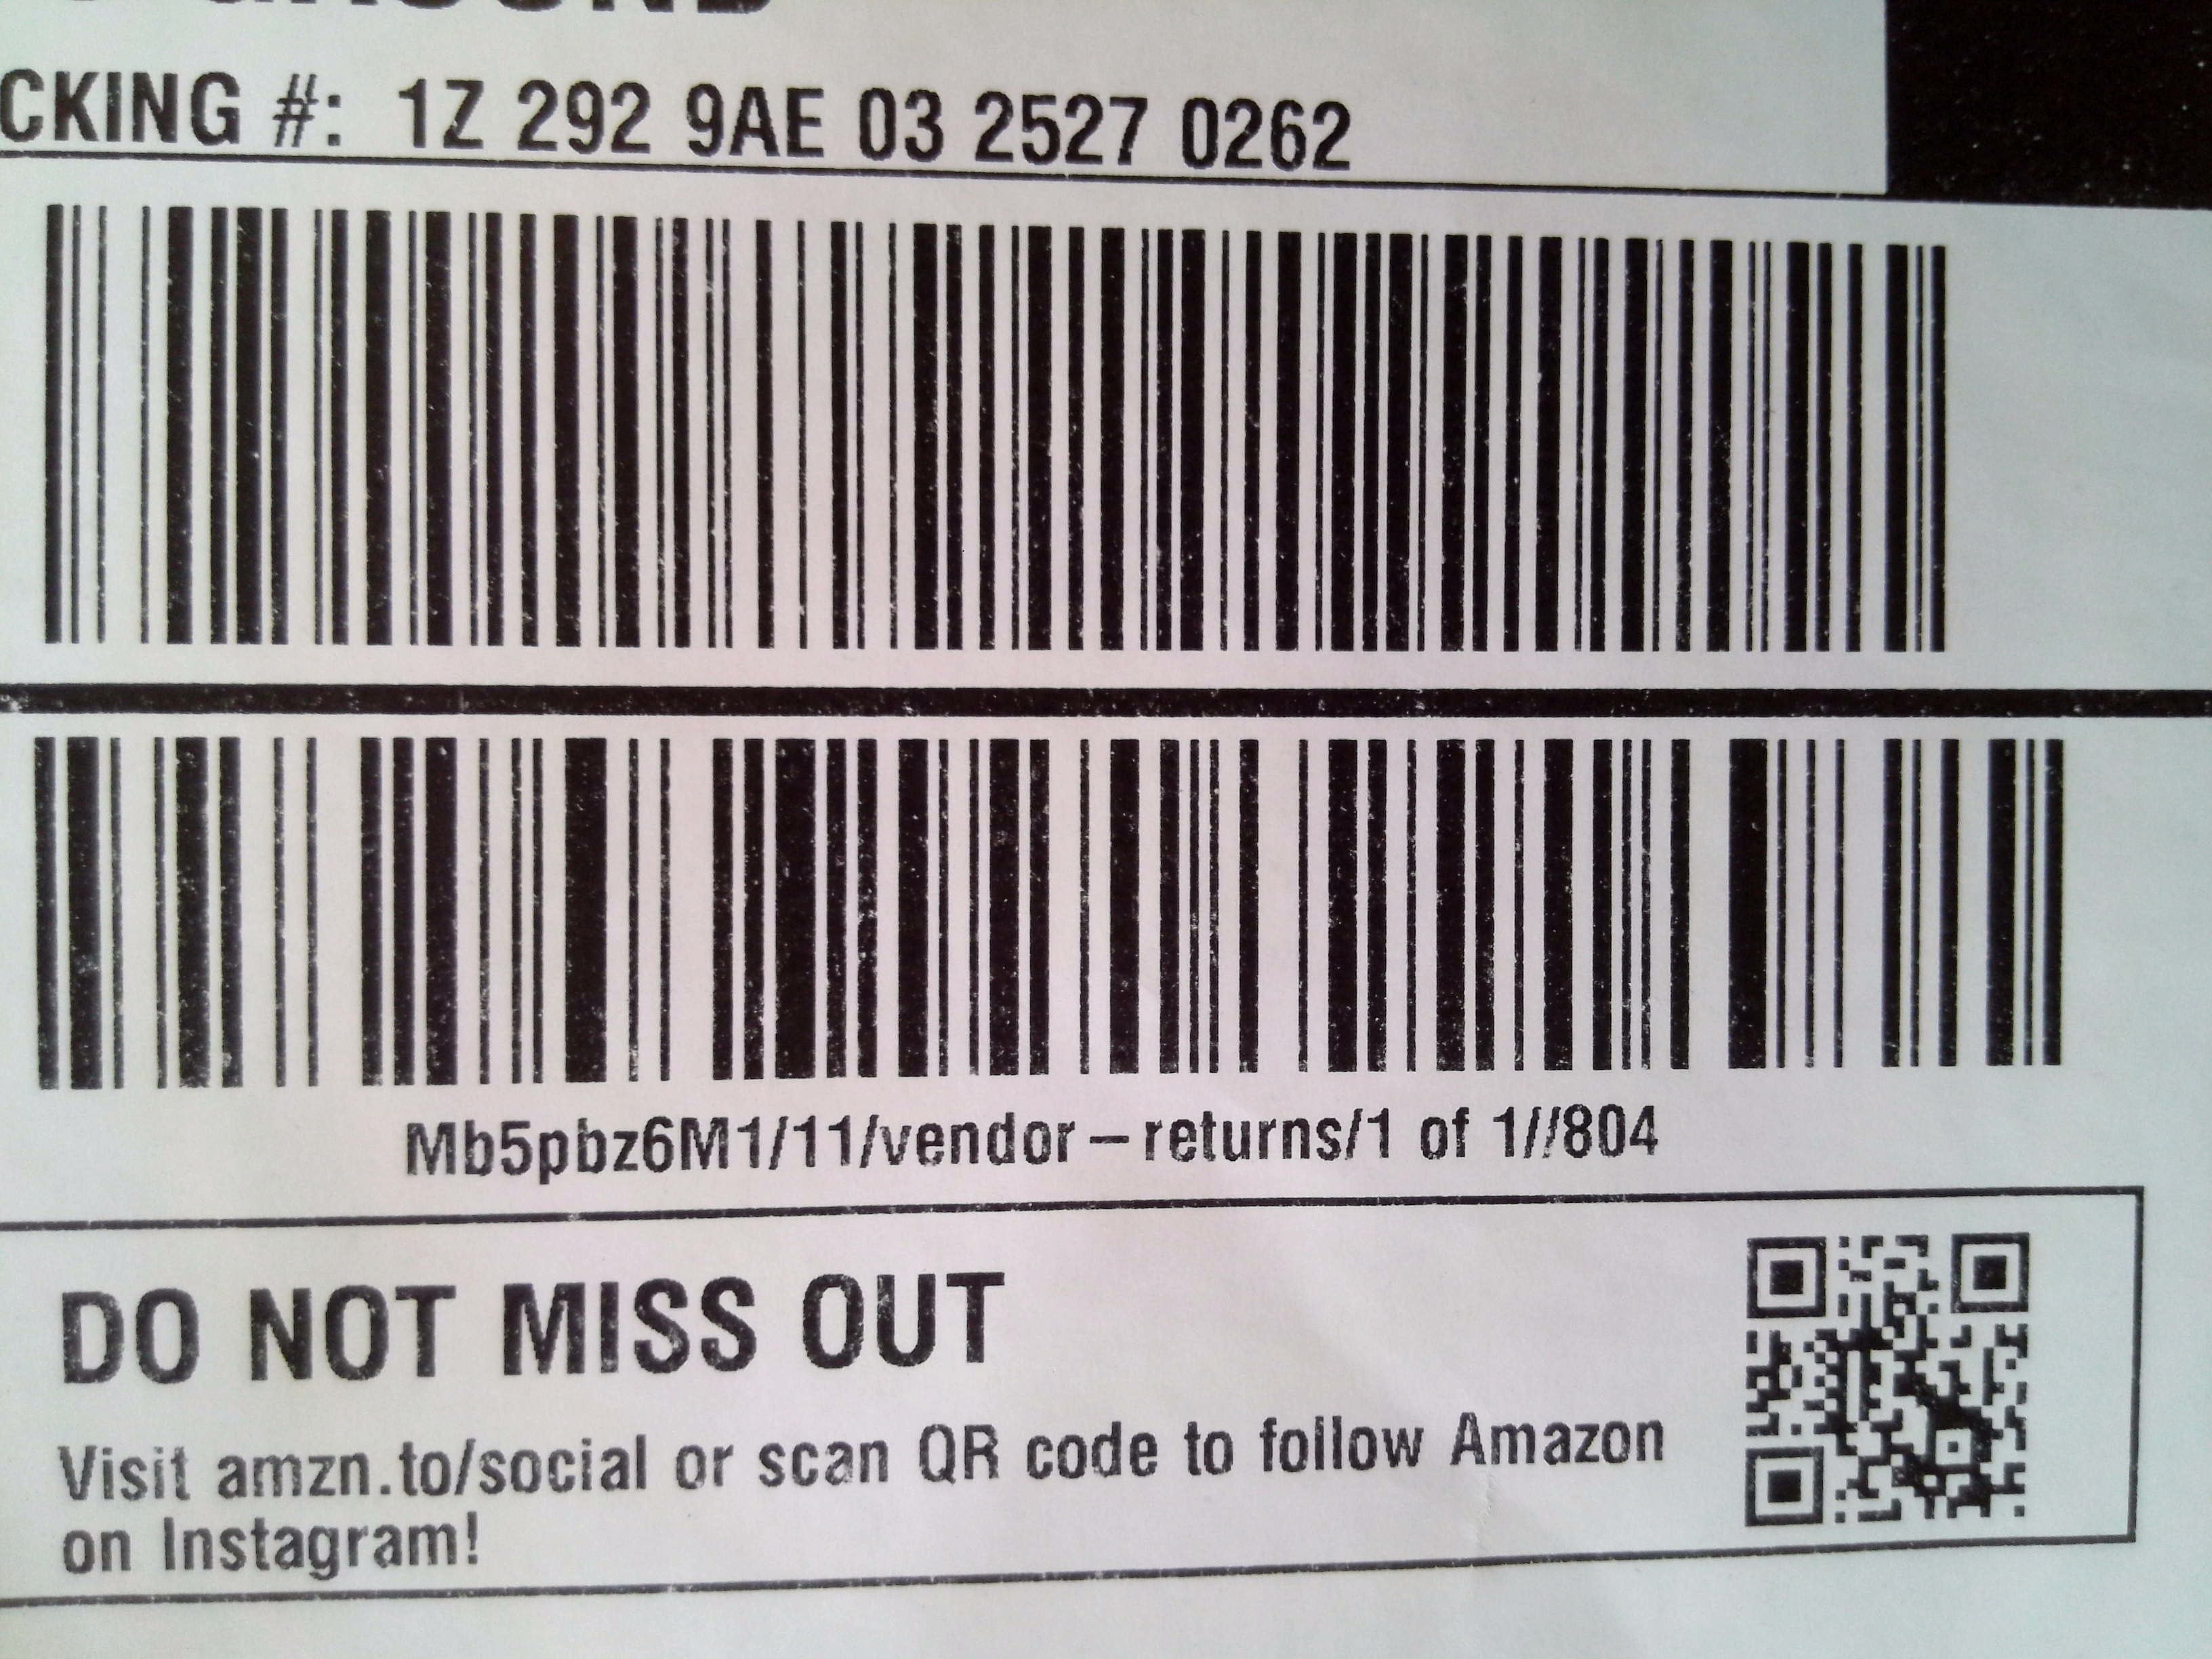 CKING #: 1Z 292 9AE 03 2527 0262
Mb5pbz6M1/11/vendor-returns/1 of 1//804
DO NOT MISS OUT
Visit amzn.to/social or scan QR code to follow Amazon
on Instagram!